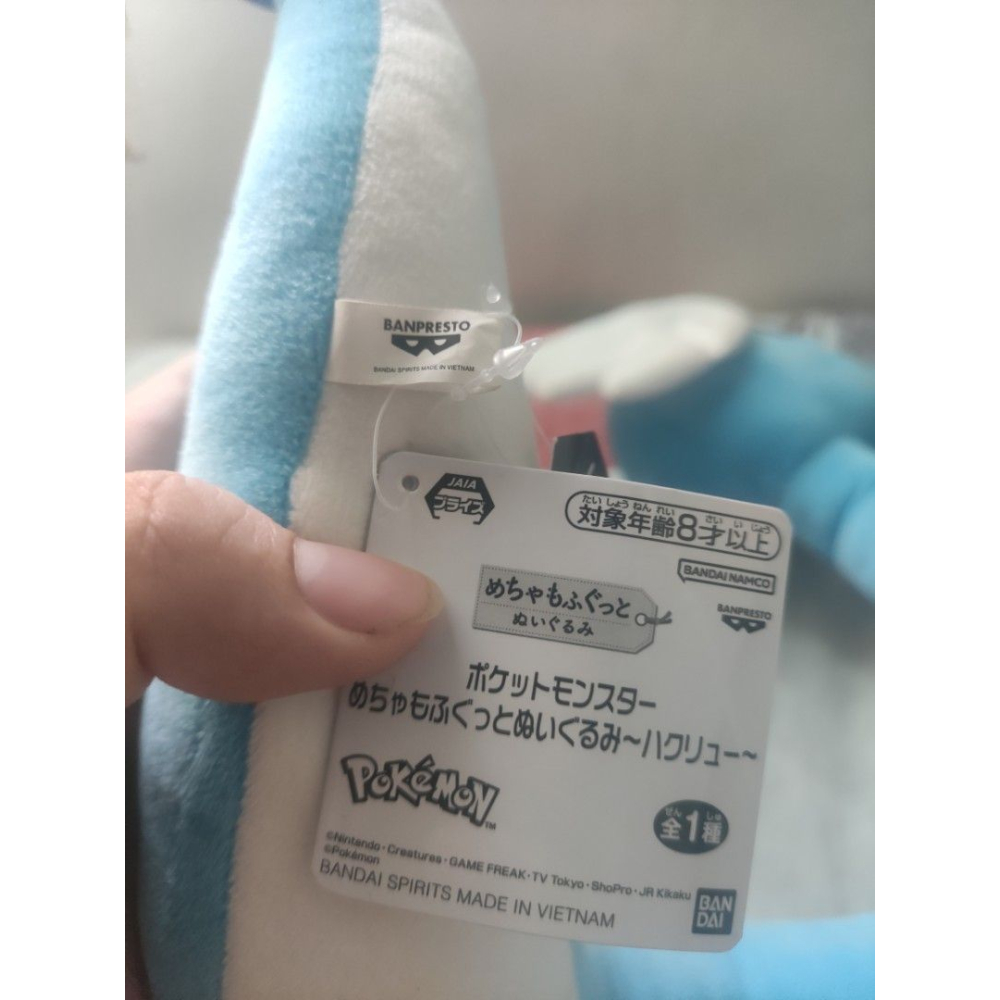 BANPRESTO
BANDAI SPIRITS MADE IN VIETNAM
JAIA
プライズ
たいしょうねんれい さいいじょう
対象年齢8才以上
BANDAI NAMCO
BANPRESTO
めちゃもふぐっと
ぬいぐるみ
ポケットモンスター
めちゃもふぐっとぬいぐるみ~ハクリュー~
POKéMON™
ぜん しゅ
全1種
©Nintendo・Creatures・GAME FREAK・TV Tokyo・ShoPro・JR Kikaku
©Pokémon
BANDAI SPIRITS MADE IN VIETNAM
BAN
DAI